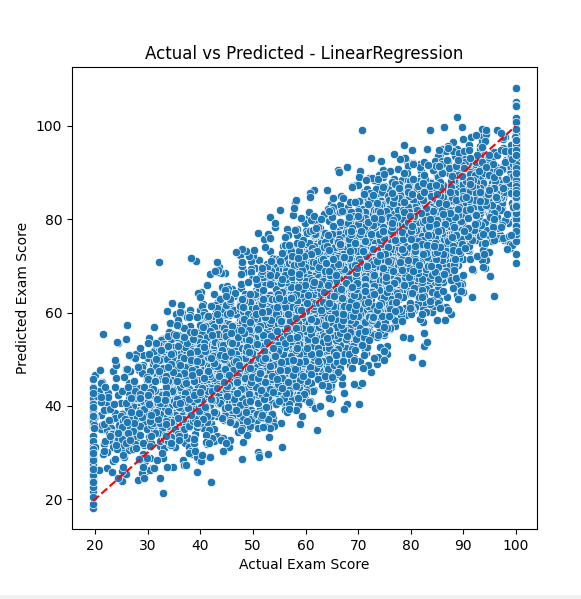 Actual vs Predicted - LinearRegression
Predicted Exam Score
100
80
60
40
20
20 30 40 50 60 70 80 90 100
Actual Exam Score